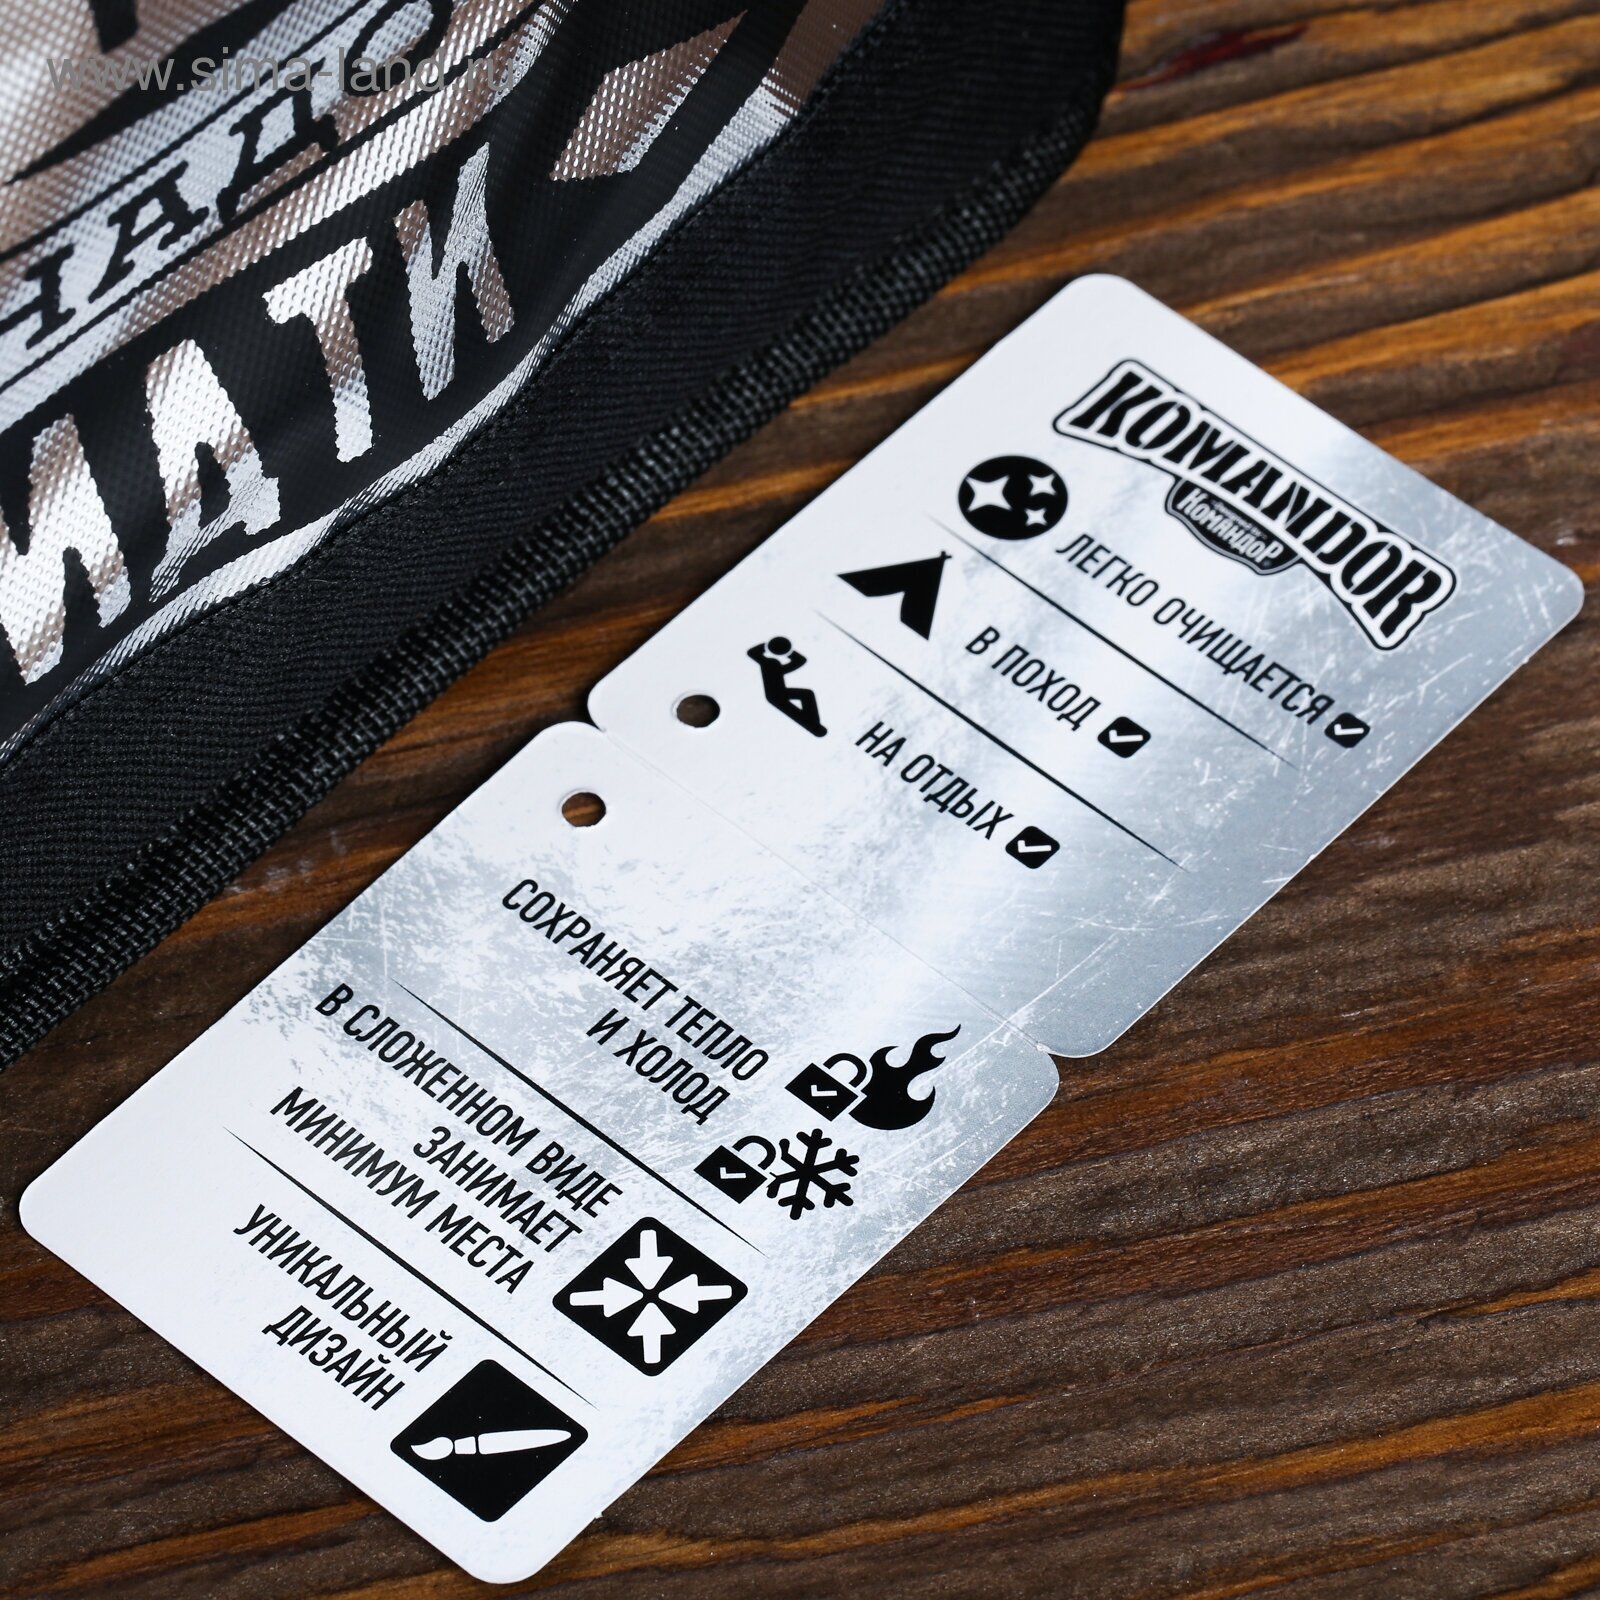 www.sima-land.ru
НАДО
ИДАТИ
KOMANDOR
КОМАНДОР
ЛЕГКО ОЧИЩАЕТСЯ
В ПОХОД
НА ОТДЫХ
СОХРАНЯЕТ ТЕПЛО
И ХОЛОД
В СЛОЖЕННОМ ВИДЕ
ЗАНИМАЕТ
МИНИМУМ МЕСТА
УНИКАЛЬНЫЙ
ДИЗАЙН